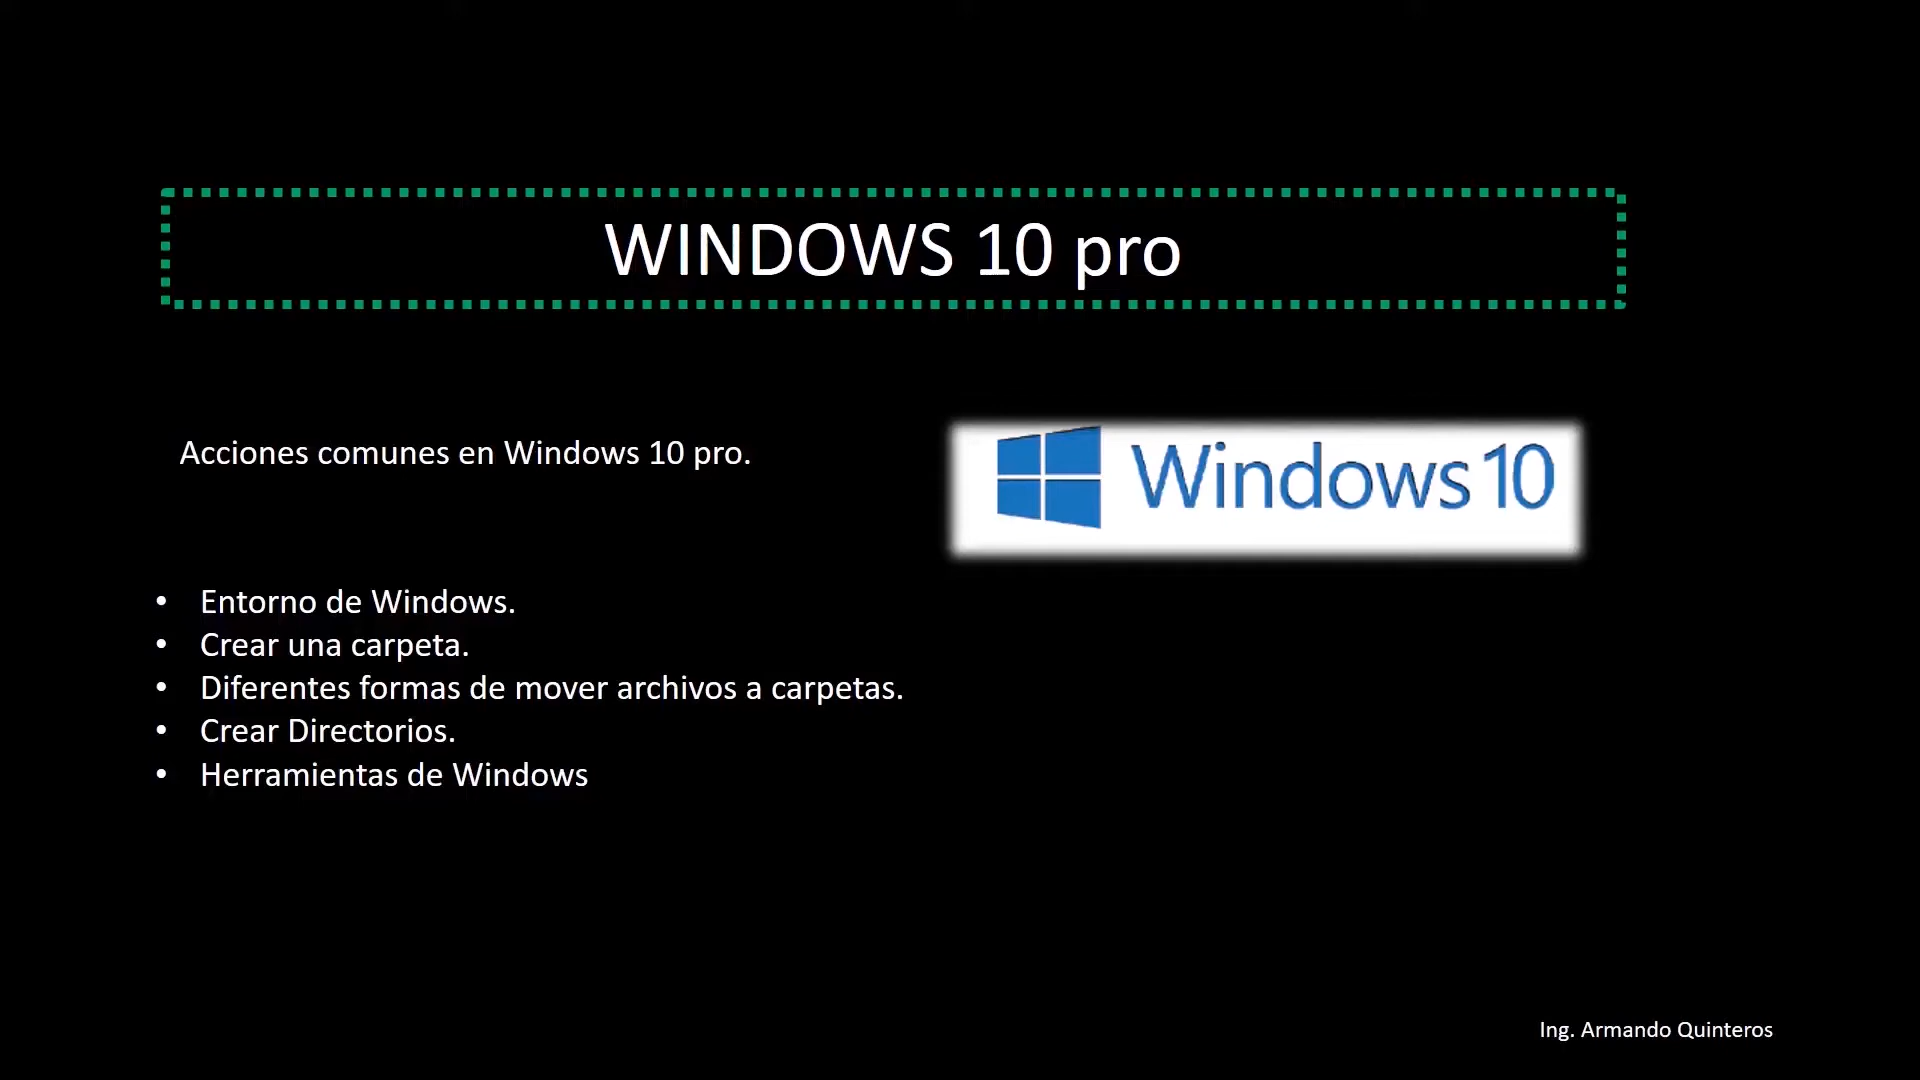 WINDOWS 10 pro
Acciones comunes en Windows 10 pro.
Windows 10
• Entorno de Windows.
• Crear una carpeta.
• Diferentes formas de mover archivos a carpetas.
• Crear Directorios.
• Herramientas de Windows
Ing. Armando Quinteros